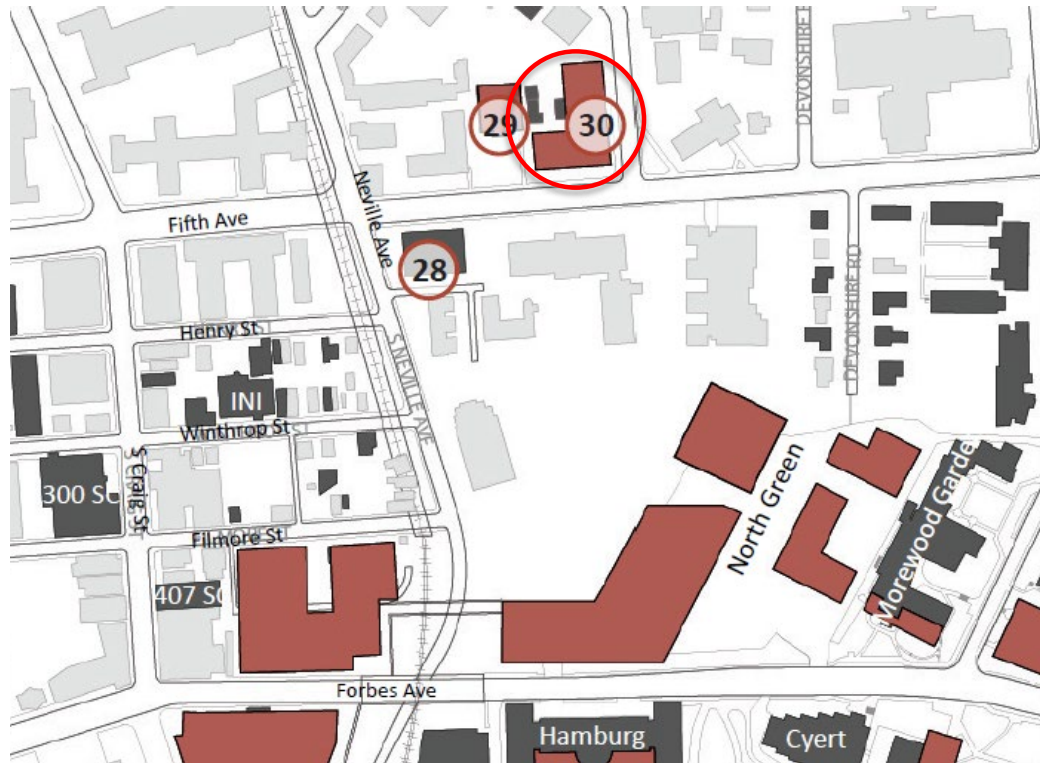 DEVONSHIRE
29
30
Neville Ave
Fifth Ave
28
Henry St
S NEVILLE AVE
DEVONSHIRE RD
INI
Winthrop St
S Craig St
300 SC
North Green
Morewood Garde
Filmore St
407 SC
Forbes Ave
Hamburg
Cyert